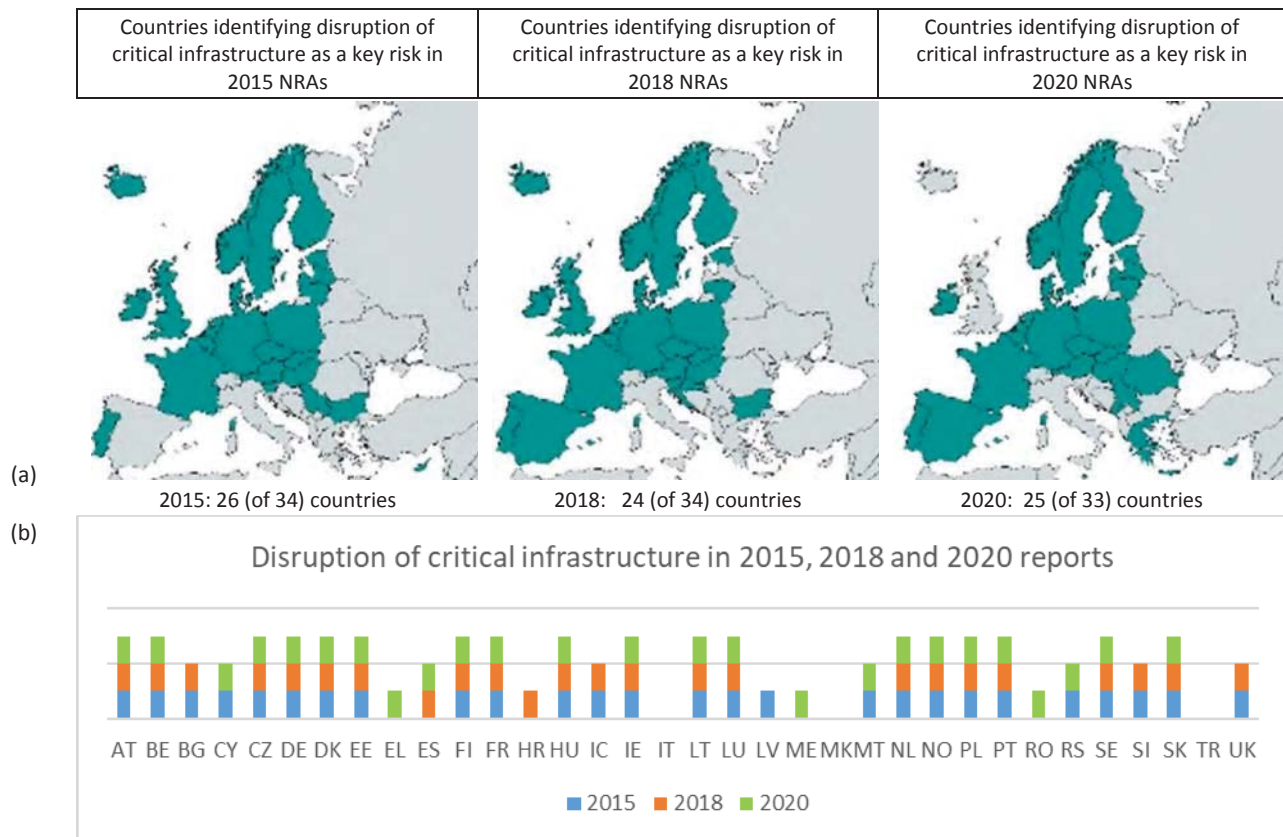 Countries identifying disruption of
critical infrastructure as a key risk in
2015 NRAs
Countries identifying disruption of
critical infrastructure as a key risk in
2018 NRAs
Countries identifying disruption of
critical infrastructure as a key risk in
2020 NRAs
(a)
2015: 26 (of 34) countries
2018: 24 (of 34) countries
2020: 25 (of 33) countries
(b)
Disruption of critical infrastructure in 2015, 2018 and 2020 reports
AT BE BG CY CZ DE DK EE EL ES FI FR HR HU IC IE IT LT LU LV ME MK MT NL NO PL PT RO RS SE SI SK TR UK
2015 2018 2020